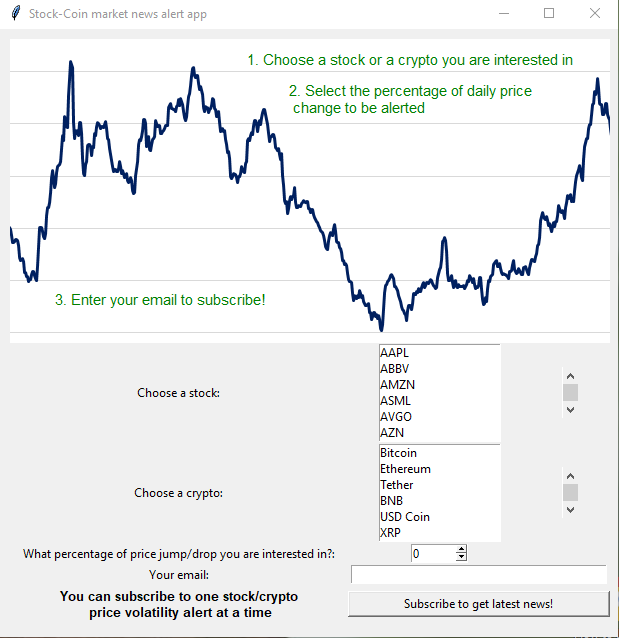 Stock-Coin market news alert app
1. Choose a stock or a crypto you are interested in
2. Select the percentage of daily price
change to be alerted
3. Enter your email to subscribe!
Choose a stock:
AAPL
ABBV
AMZN
ASML
AVGO
AZN
Choose a crypto:
Bitcoin
Ethereum
Tether
BNB
USD Coin
XRP
What percentage of price jump/drop you are interested in?:
0
Your email:
You can subscribe to one stock/crypto
price volatility alert at a time
Subscribe to get latest news!